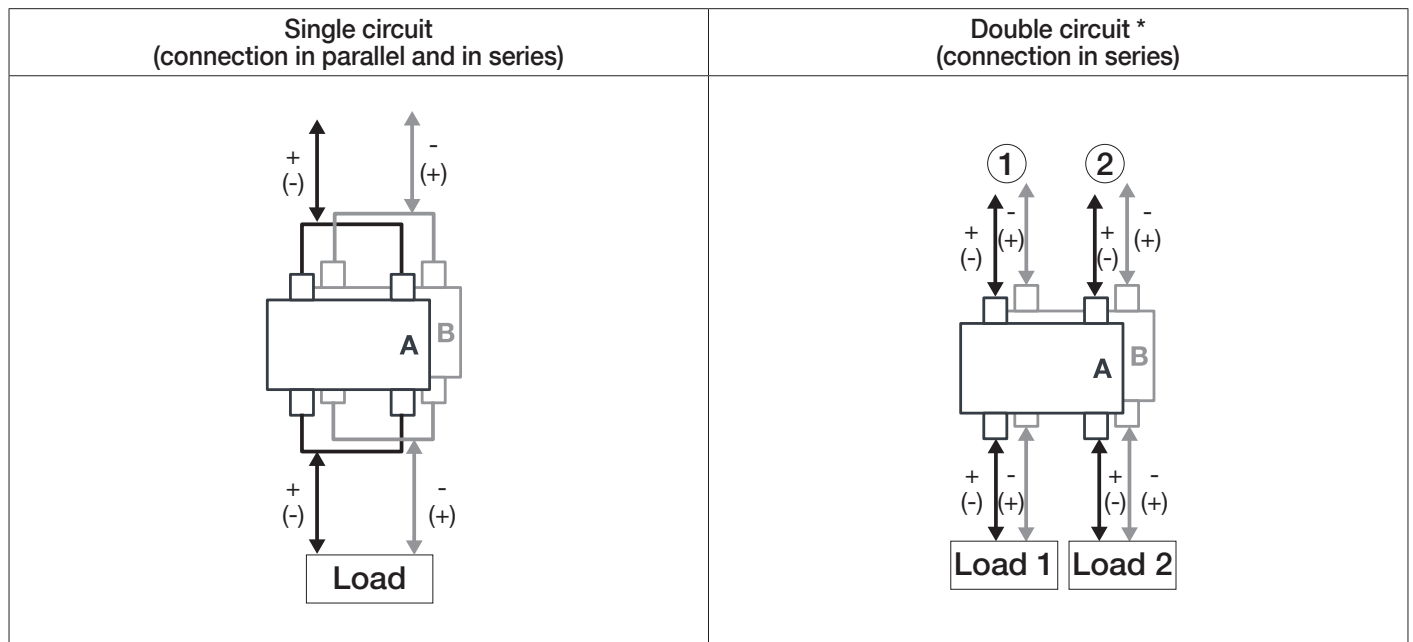 Single circuit
(connection in parallel and in series)
Double circuit *
(connection in series)
+
(-)
-
(+)
A
B
+
(-)
-
(+)
Load
1
2
+
(-)
-
(+)
+
(-)
-
(+)
A
B
+
(-)
-
(+)
+
(-)
-
(+)
Load 1
Load 2